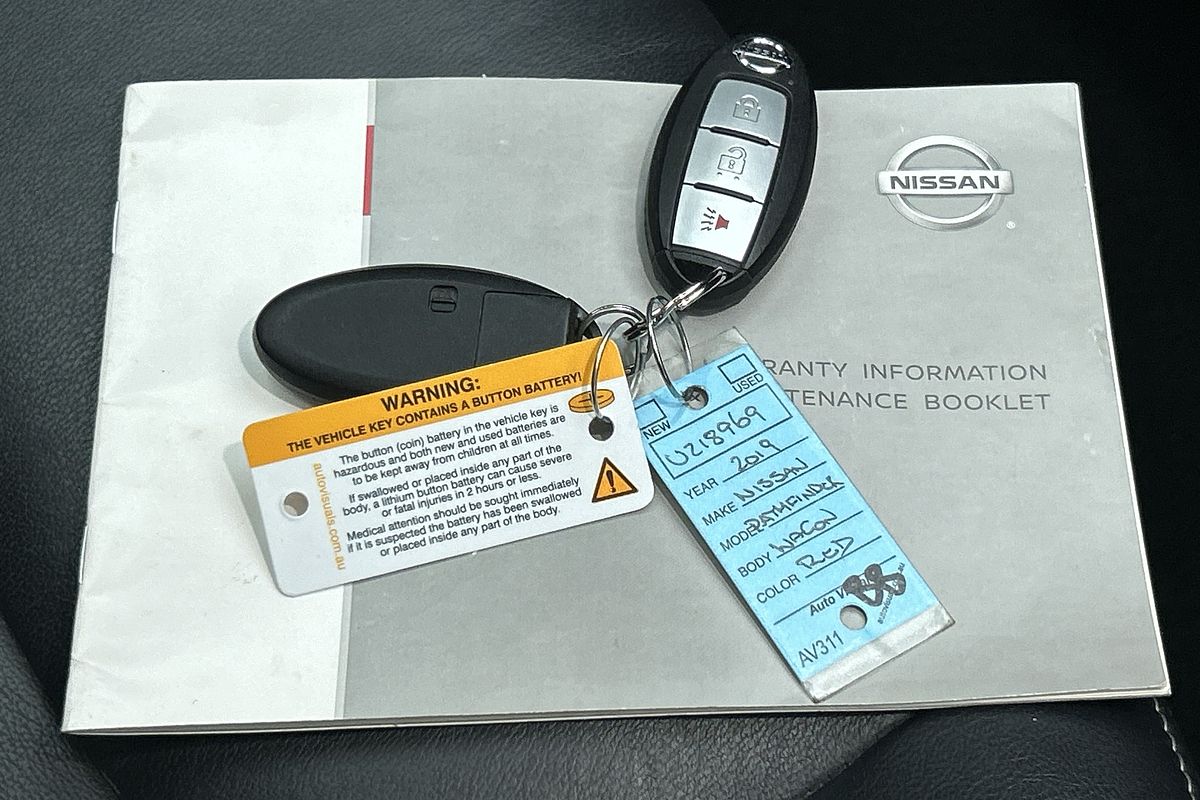 NISSAN
NISSAN
®
RANTY INFORMATION
TENANCE BOOKLET
WARNING:
THE VEHICLE KEY CONTAINS A BUTTON BATTERY!
The button (coin) battery in the vehicle key is
hazardous and both new and used batteries are
to be kept away from children at all times.
If swallowed or placed inside any part of the
body, a lithium button battery can cause severe
or fatal injuries in 2 hours or less.
Medical attention should be sought immediately
if it is suspected the battery has been swallowed
or placed inside any part of the body.
autovisuals.com.au
NEW
USED
U218969
YEAR 2019
MAKE NISSAN
MODEL PATHFINDER
BODY WAGON
COLOR RED
Auto
AV311